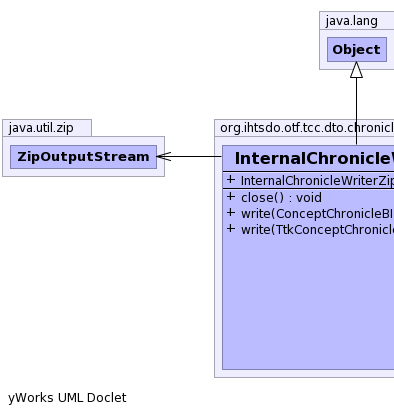 java.lang
Object
java.util.zip
ZipOutputStream
org.ihtsdo.otf.tcc.dto.chronicl
InternalChronicleW
+ InternalChronicleWriterZip
+ close() : void
+ write(ConceptChronicleBI
+ write(TtkConceptChronicle
yWorks UML Doclet